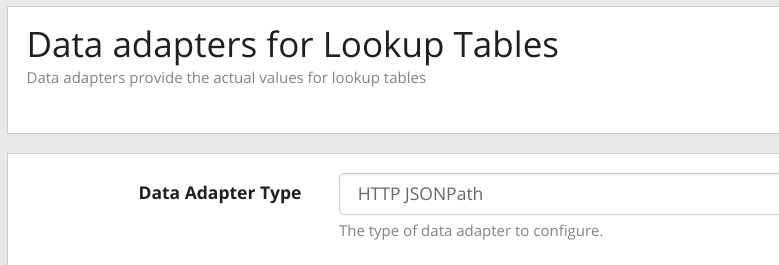 Data adapters for Lookup Tables
Data adapters provide the actual values for lookup tables
Data Adapter Type
HTTP JSONPath
The type of data adapter to configure.